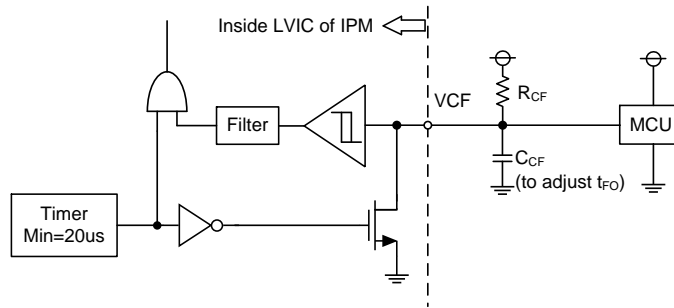 Inside LVIC of IPM
VCF
RCF
MCU
Filter
CCF
(to adjust tFO)
Timer
Min=20us